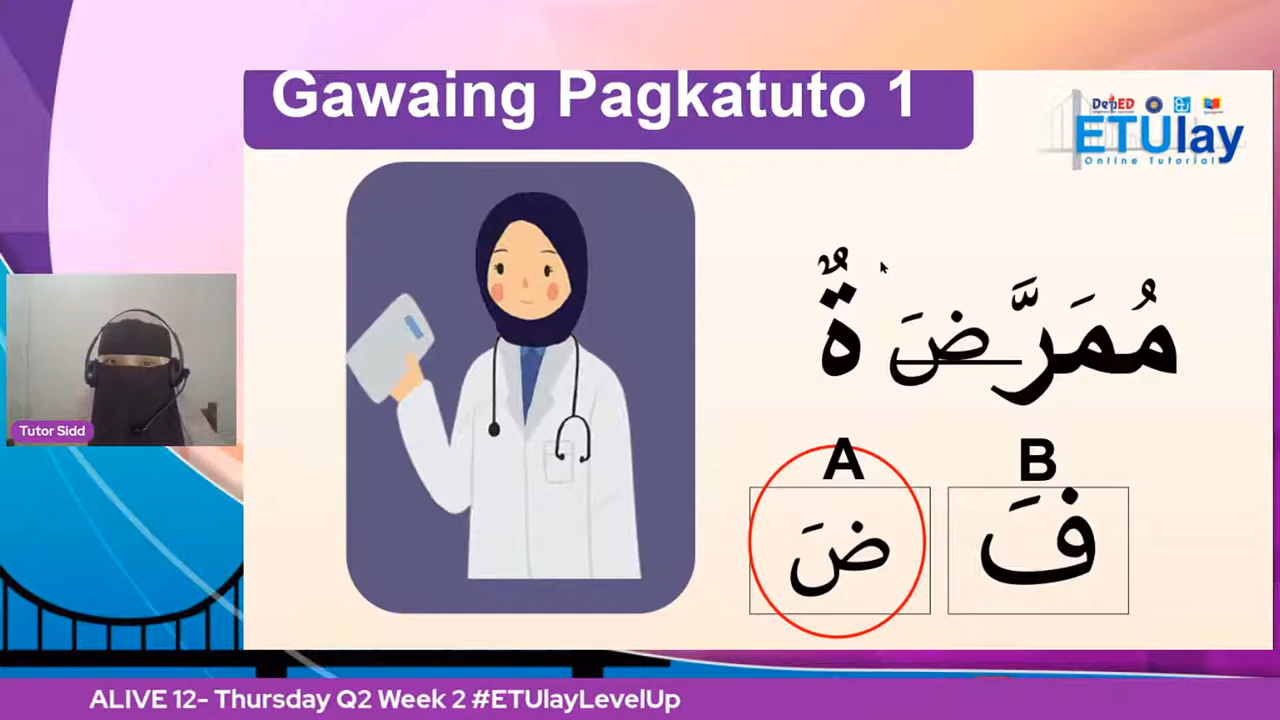 Gawaing Pagkatuto 1
DepED
ETUlay
Online Tutorial
مُمَرَّضَةٌ
A B
ضَ فَ
Tutor Sidd
ALIVE 12- Thursday Q2 Week 2 #ETUlayLevelUp